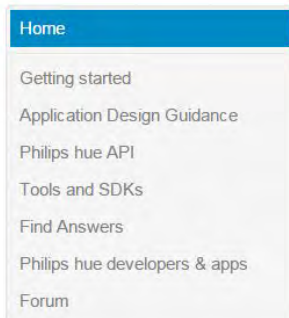 Home
Getting started
Application Design Guidance
Philips hue API
Tools and SDKs
Find Answers
Philips hue developers & apps
Forum